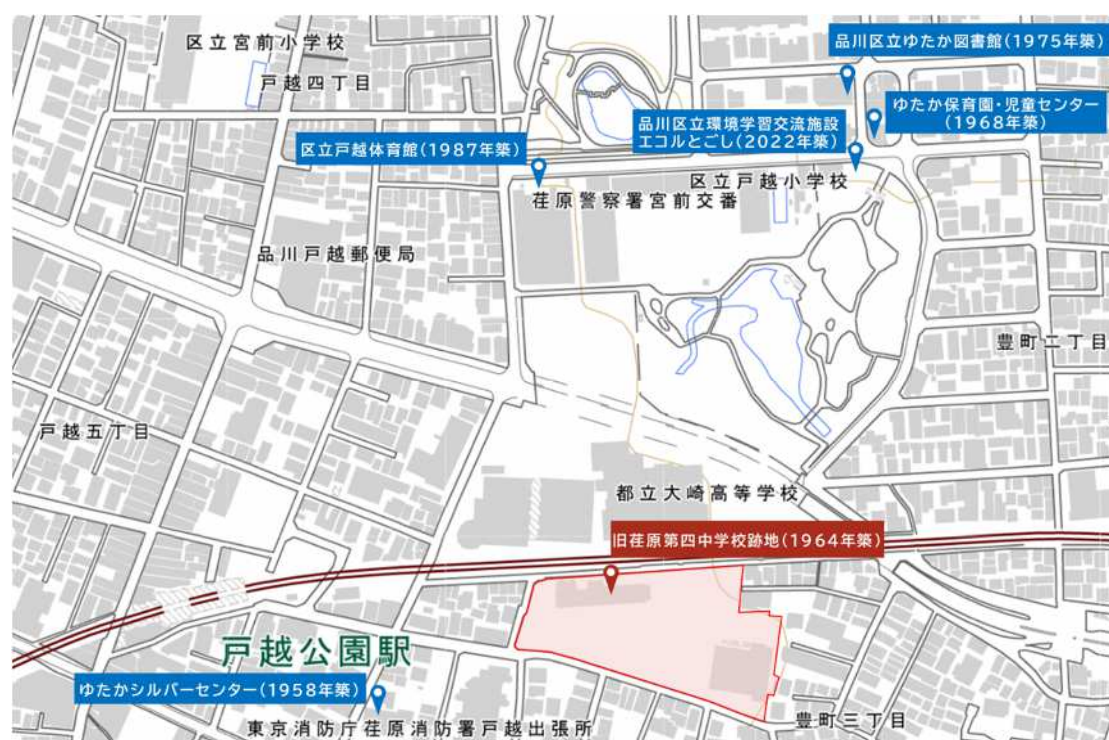 区立宮前小学校
戸越四丁目
品川区立ゆたか図書館(1975年築)
ゆたか保育園・児童センター
(1968年築)
品川区立環境学習交流施設
エコルとごし(2022年築)
区立戸越体育館(1987年築)
区立戸越小学校
荏原警察署宮前交番
品川戸越郵便局
豊町二丁目
戸越五丁目
都立大崎高等学校
旧荏原第四中学校跡地(1964年築)
戸越公園駅
ゆたかシルバーセンター(1958年築)
東京消防庁荏原消防署戸越出張所
豊町三丁目